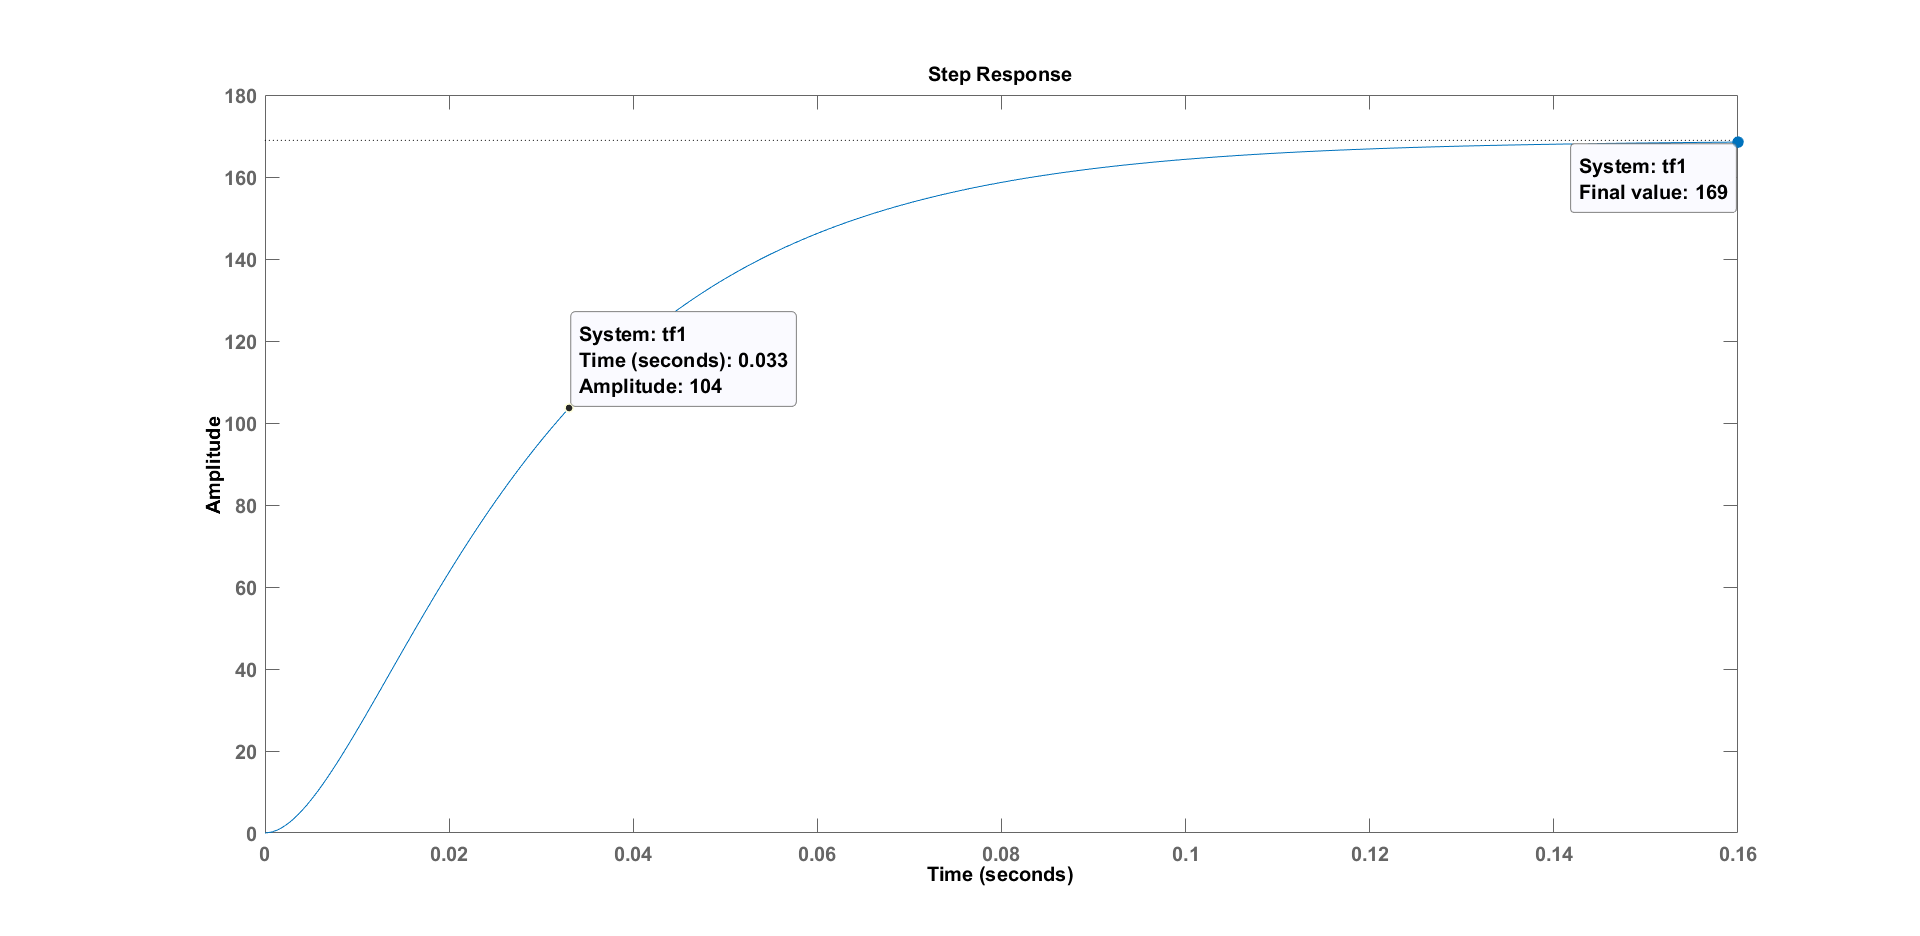 Step Response
180
160
140
120
100
80
60
40
20
0
Amplitude
System: tf1
Final value: 169
System: tf1
Time (seconds): 0.033
Amplitude: 104
0 0.02 0.04 0.06 0.08 0.1 0.12 0.14 0.16
Time (seconds)